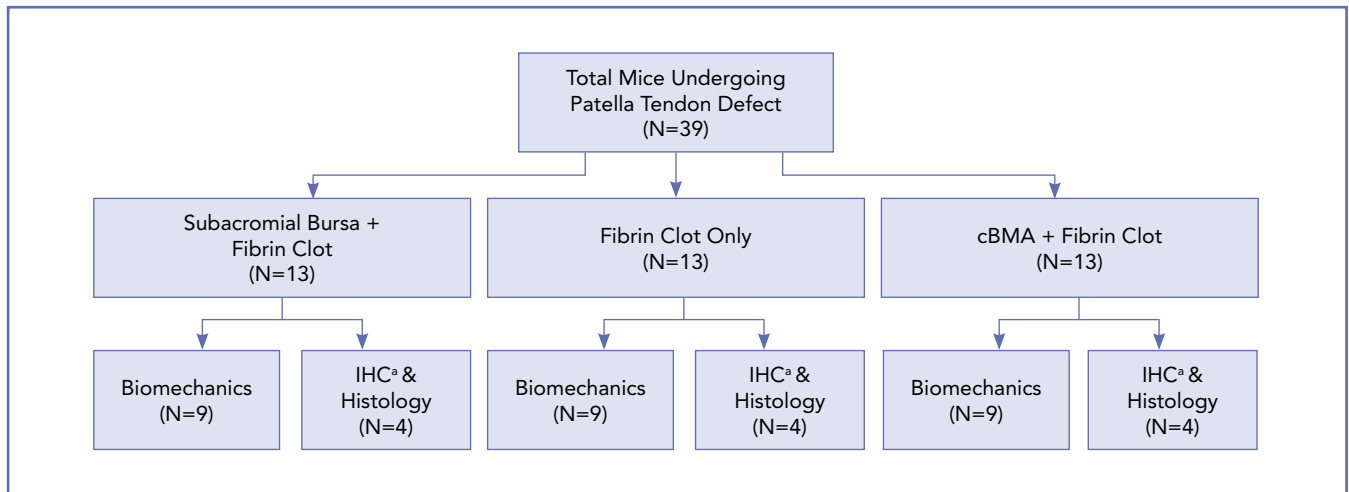 Total Mice Undergoing
Patella Tendon Defect
(N=39)
Subacromial Bursa +
Fibrin Clot
(N=13)
Fibrin Clot Only
(N=13)
cBMA + Fibrin Clot
(N=13)
Biomechanics
(N=9)
IHCᵃ &
Histology
(N=4)
Biomechanics
(N=9)
IHCᵃ &
Histology
(N=4)
Biomechanics
(N=9)
IHCᵃ &
Histology
(N=4)